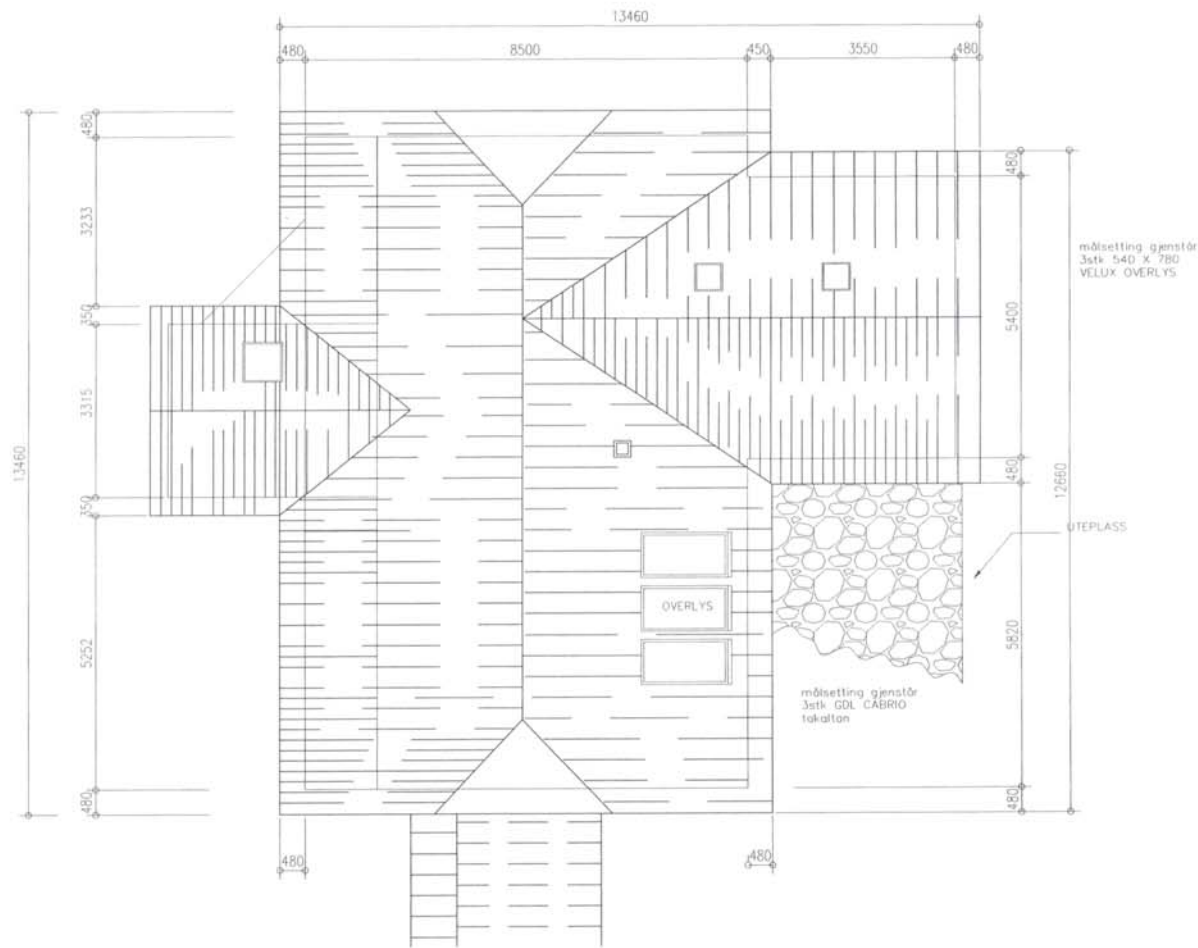 13460
480
8500
450
3550
480
480
3233
350
3315
350
5252
480
13460
480
5400
480
5820
480
12660
målsetting gjenstår
3stk 540 X 780
VELUX OVERLYS
UTEPLASS
OVERLYS
målsetting gjenstår
3stk GDL CABRIO
takaltan
480
480